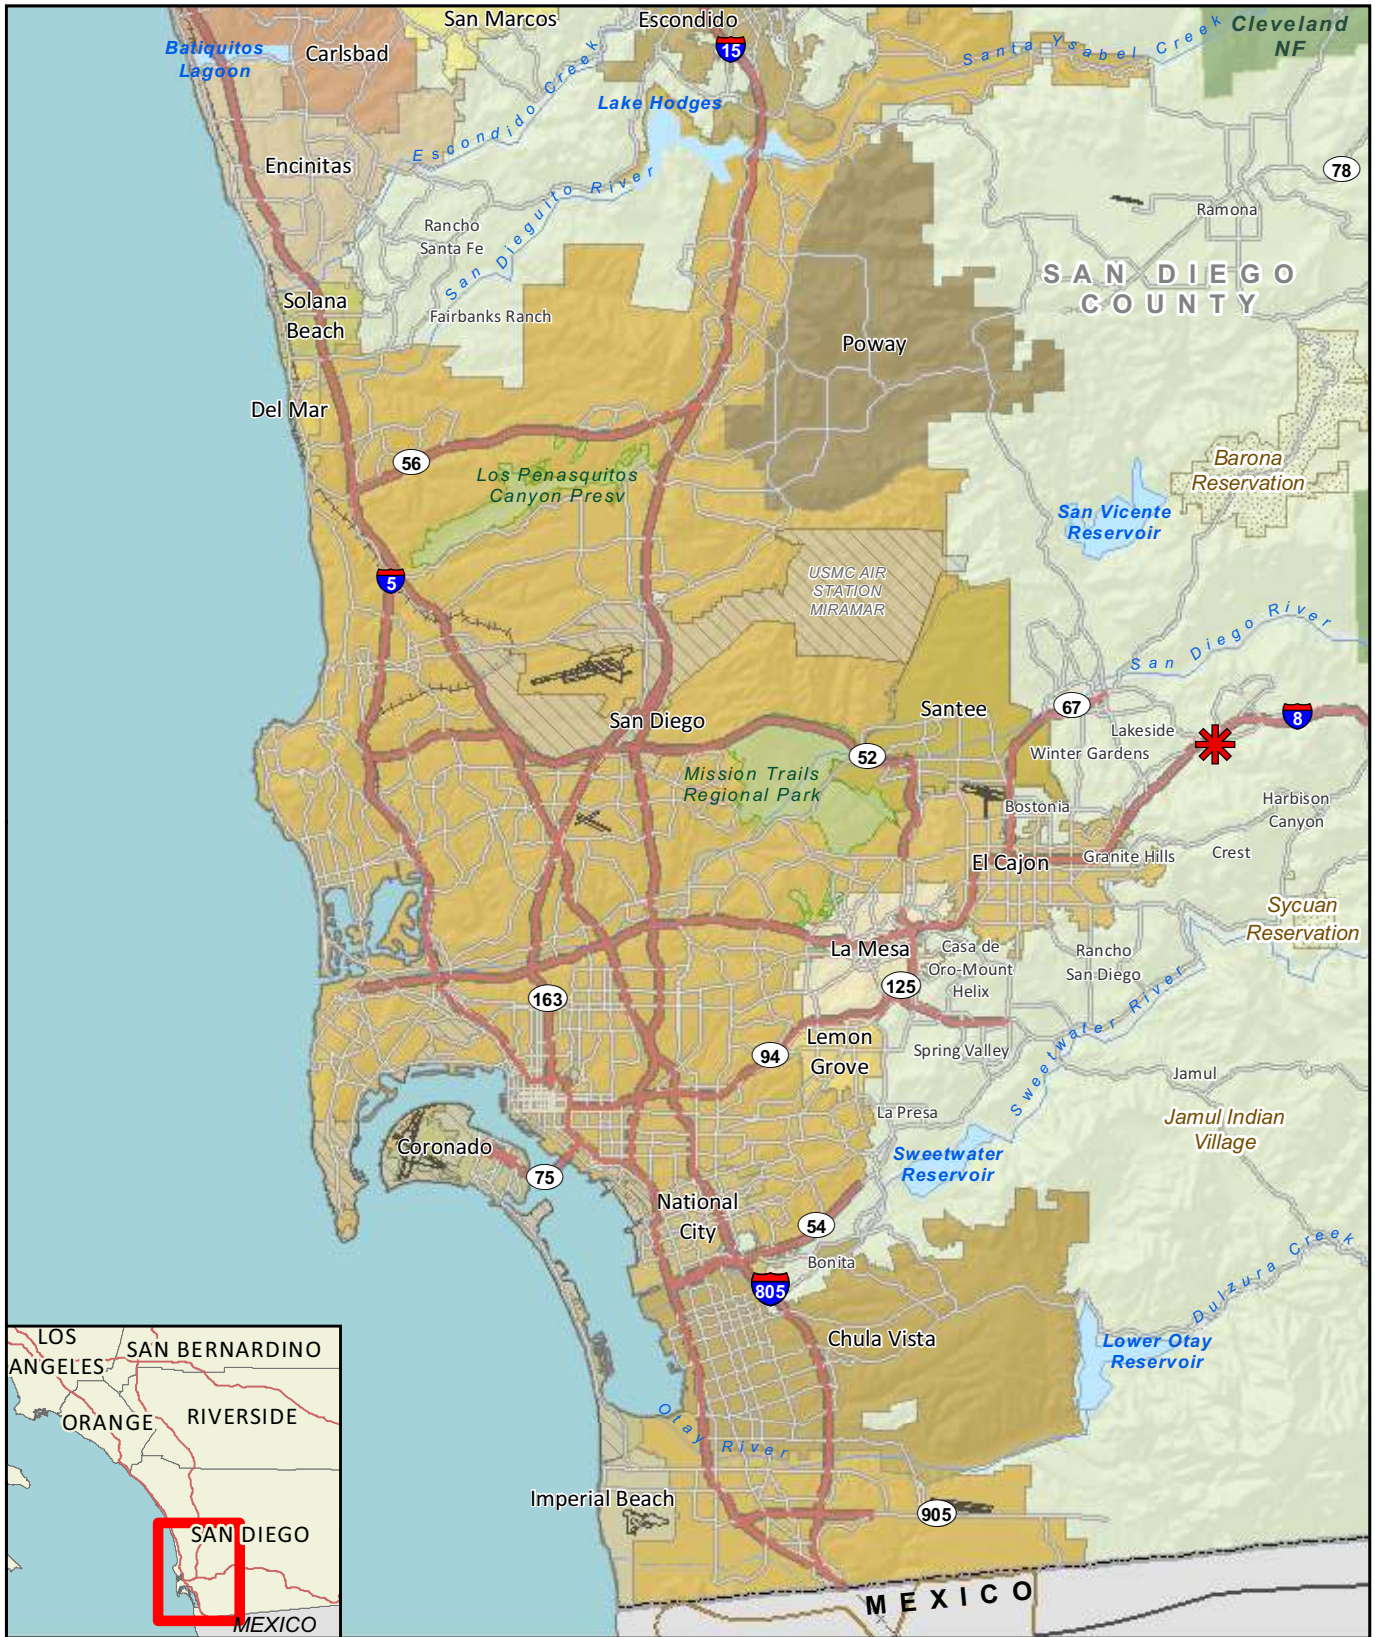 San Marcos
Escondido
Cleveland
NF
Batiquitos
Lagoon
Carlsbad
15
Santa Ysabel Creek
Escondido Creek
Lake Hodges
Encinitas
78
San Dieguito River
Ramona
Rancho
Santa Fe
SAN DIEGO
COUNTY
Solana
Beach
Fairbanks Ranch
Poway
Del Mar
56
Los Penasquitos
Canyon Presv
Barona
Reservation
San Vicente
Reservoir
5
USMC AIR
STATION
MIRAMAR
San Diego River
San Diego
Santee
67
8
Lakeside
Winter Gardens
52
Mission Trails
Regional Park
Bostonia
Harbison
Canyon
El Cajon
Granite Hills
Crest
Sycuan
Reservation
La Mesa
Casa de
Oro-Mount
Helix
Rancho
San Diego
125
163
Lemon
Grove
94
Spring Valley
Sweetwater River
Jamul
La Presa
Jamul Indian
Village
Coronado
75
Sweetwater
Reservoir
National
City
54
Bonita
805
Dulzura Creek
Chula Vista
Lower Otay
Reservoir
Otay River
Imperial Beach
905
MEXICO
LOS
ANGELES
SAN BERNARDINO
ORANGE
RIVERSIDE
SAN DIEGO
MEXICO